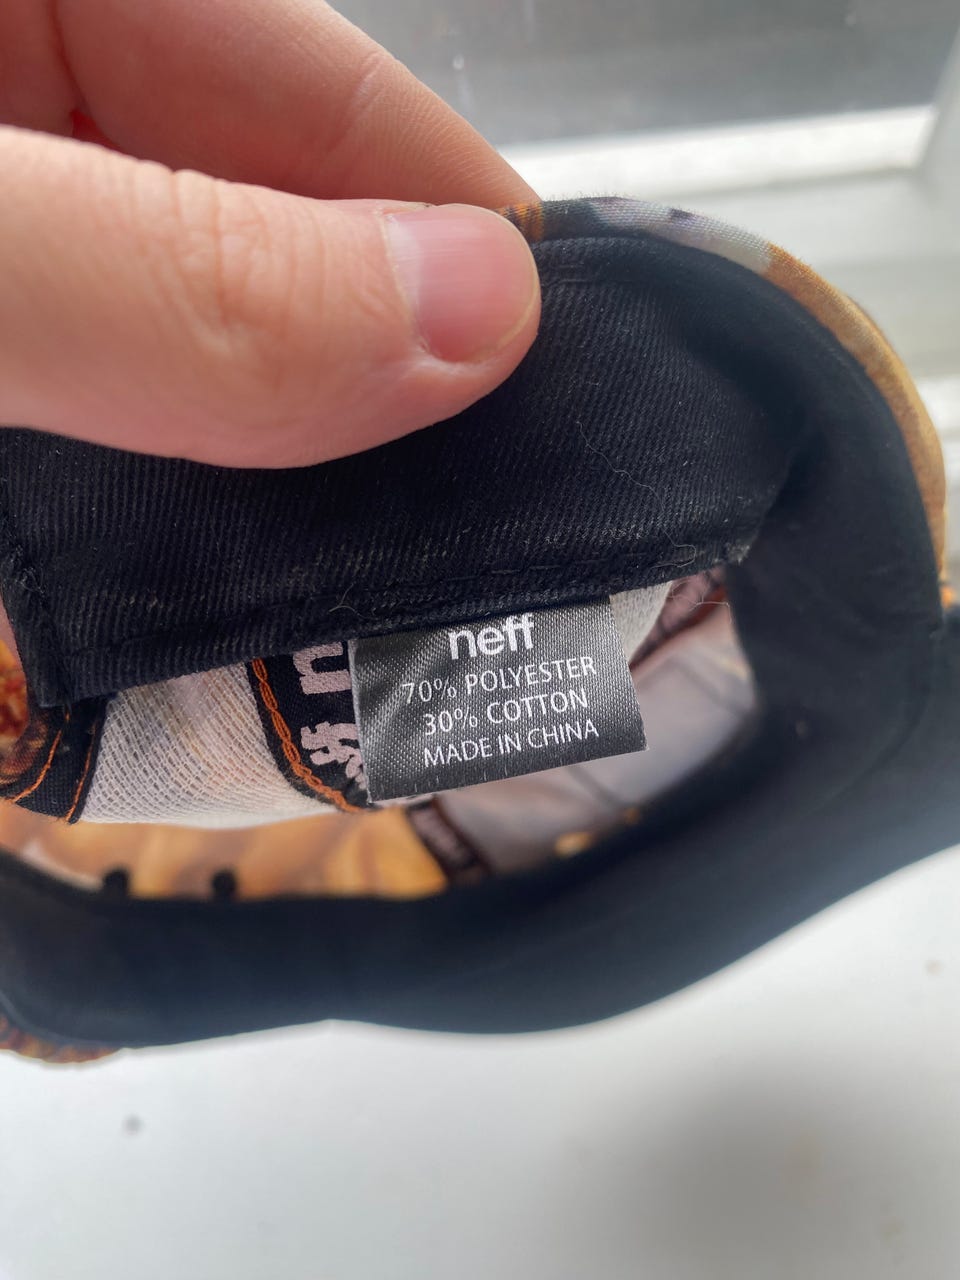 neff
70% POLYESTER
30% COTTON
MADE IN CHINA